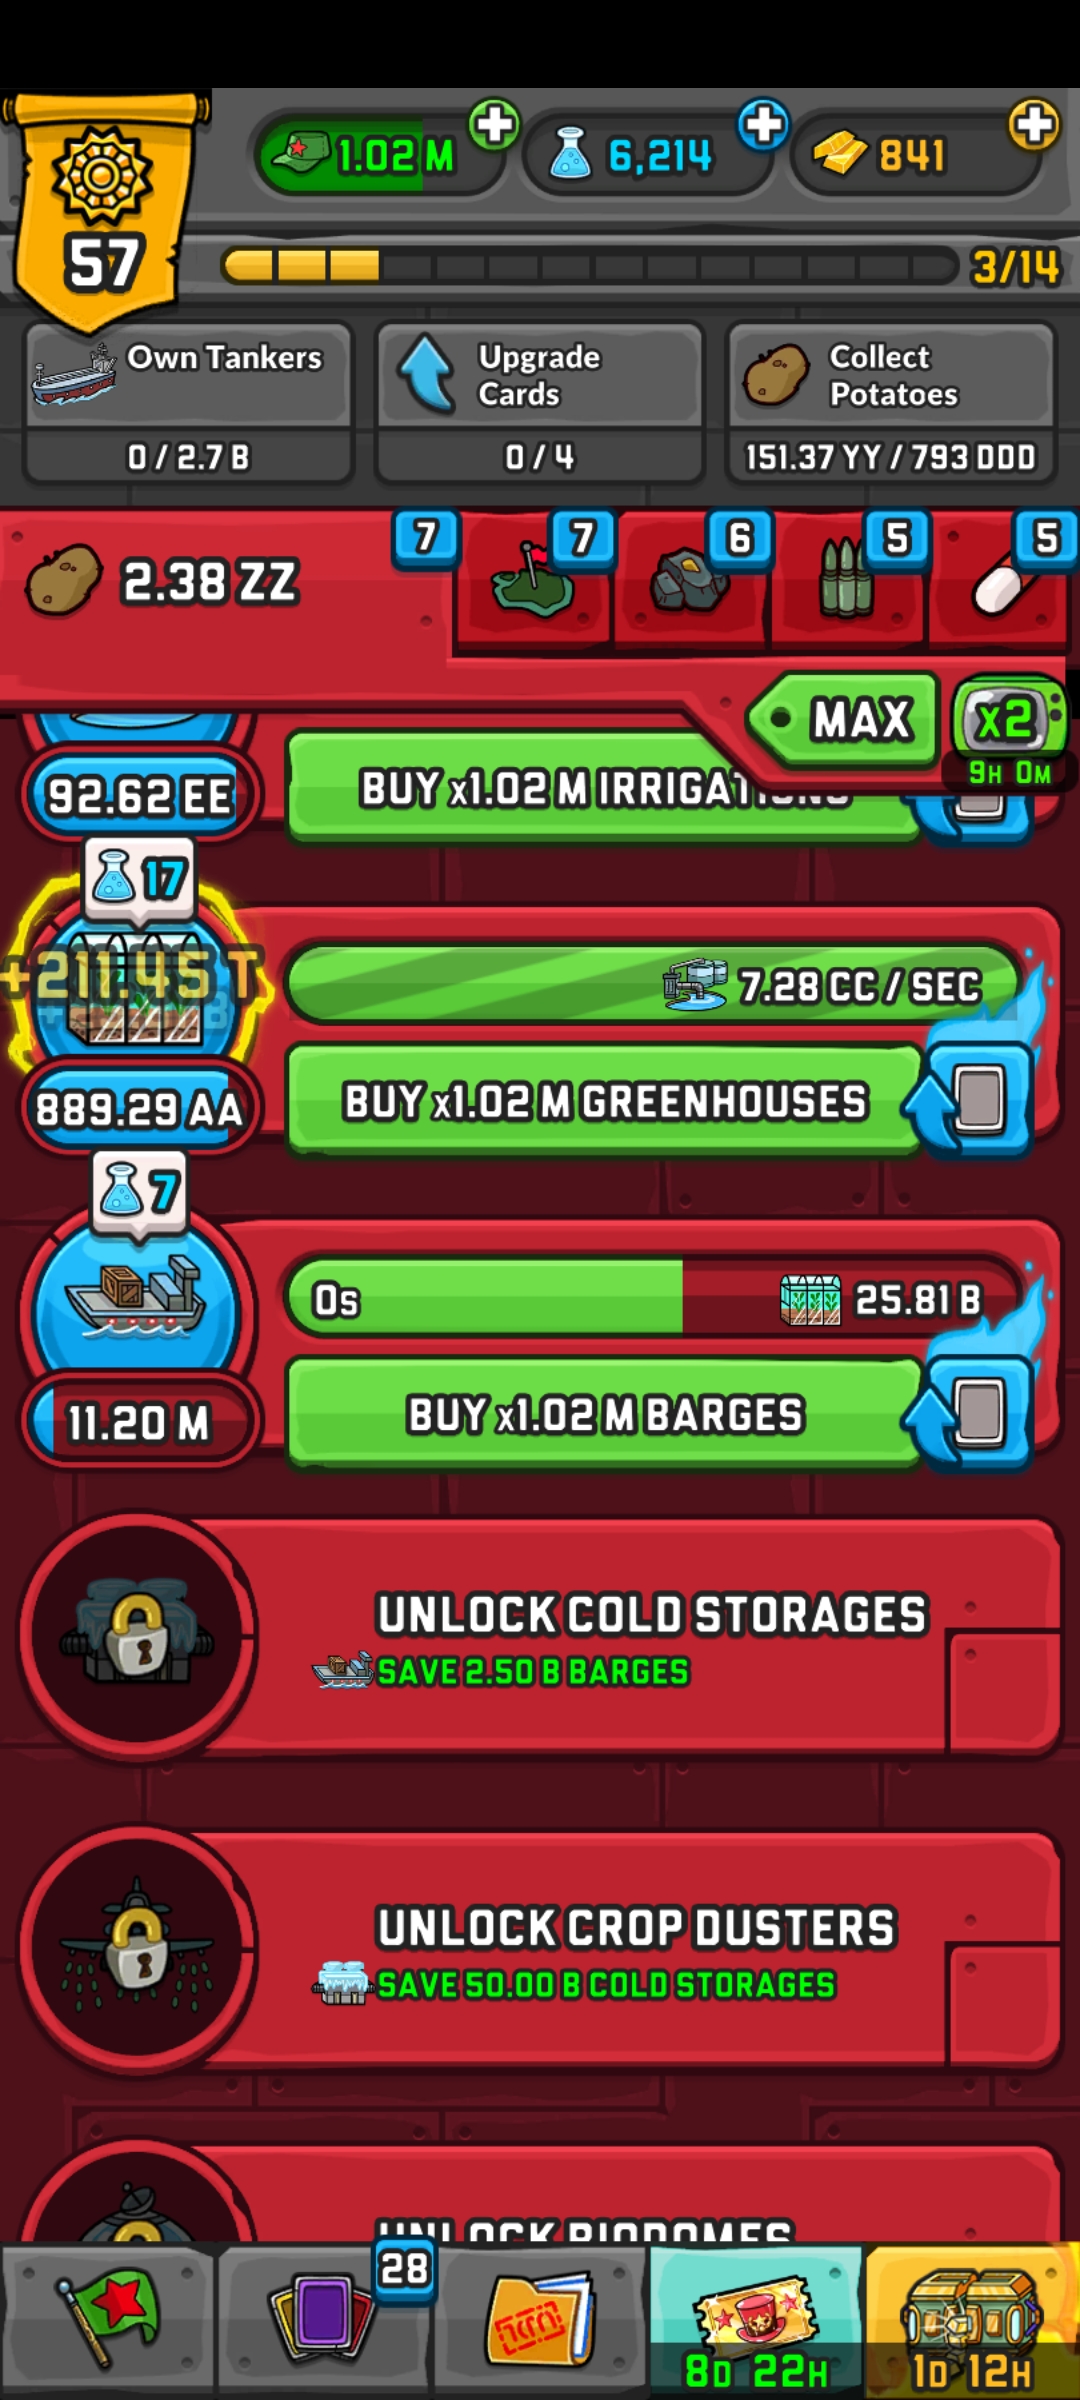 1.02 M
6,214
841
57
3/14
Own Tankers
Upgrade
Cards
Collect
Potatoes
0 / 2.7 B
0 / 4
151.37 YY / 793 DDD
2.38 ZZ
7
7
6
5
5
MAX
x2
9H 0M
92.62 EE
BUY x1.02 M IRRIGATIONS
17
+211.45 T
7.28 CC / SEC
889.29 AA
BUY x1.02 M GREENHOUSES
7
0s
25.81 B
11.20 M
BUY x1.02 M BARGES
UNLOCK COLD STORAGES
SAVE 2.50 B BARGES
UNLOCK CROP DUSTERS
SAVE 50.00 B COLD STORAGES
UNLOCK BIODOMES
28
8D 22H
1D 12H